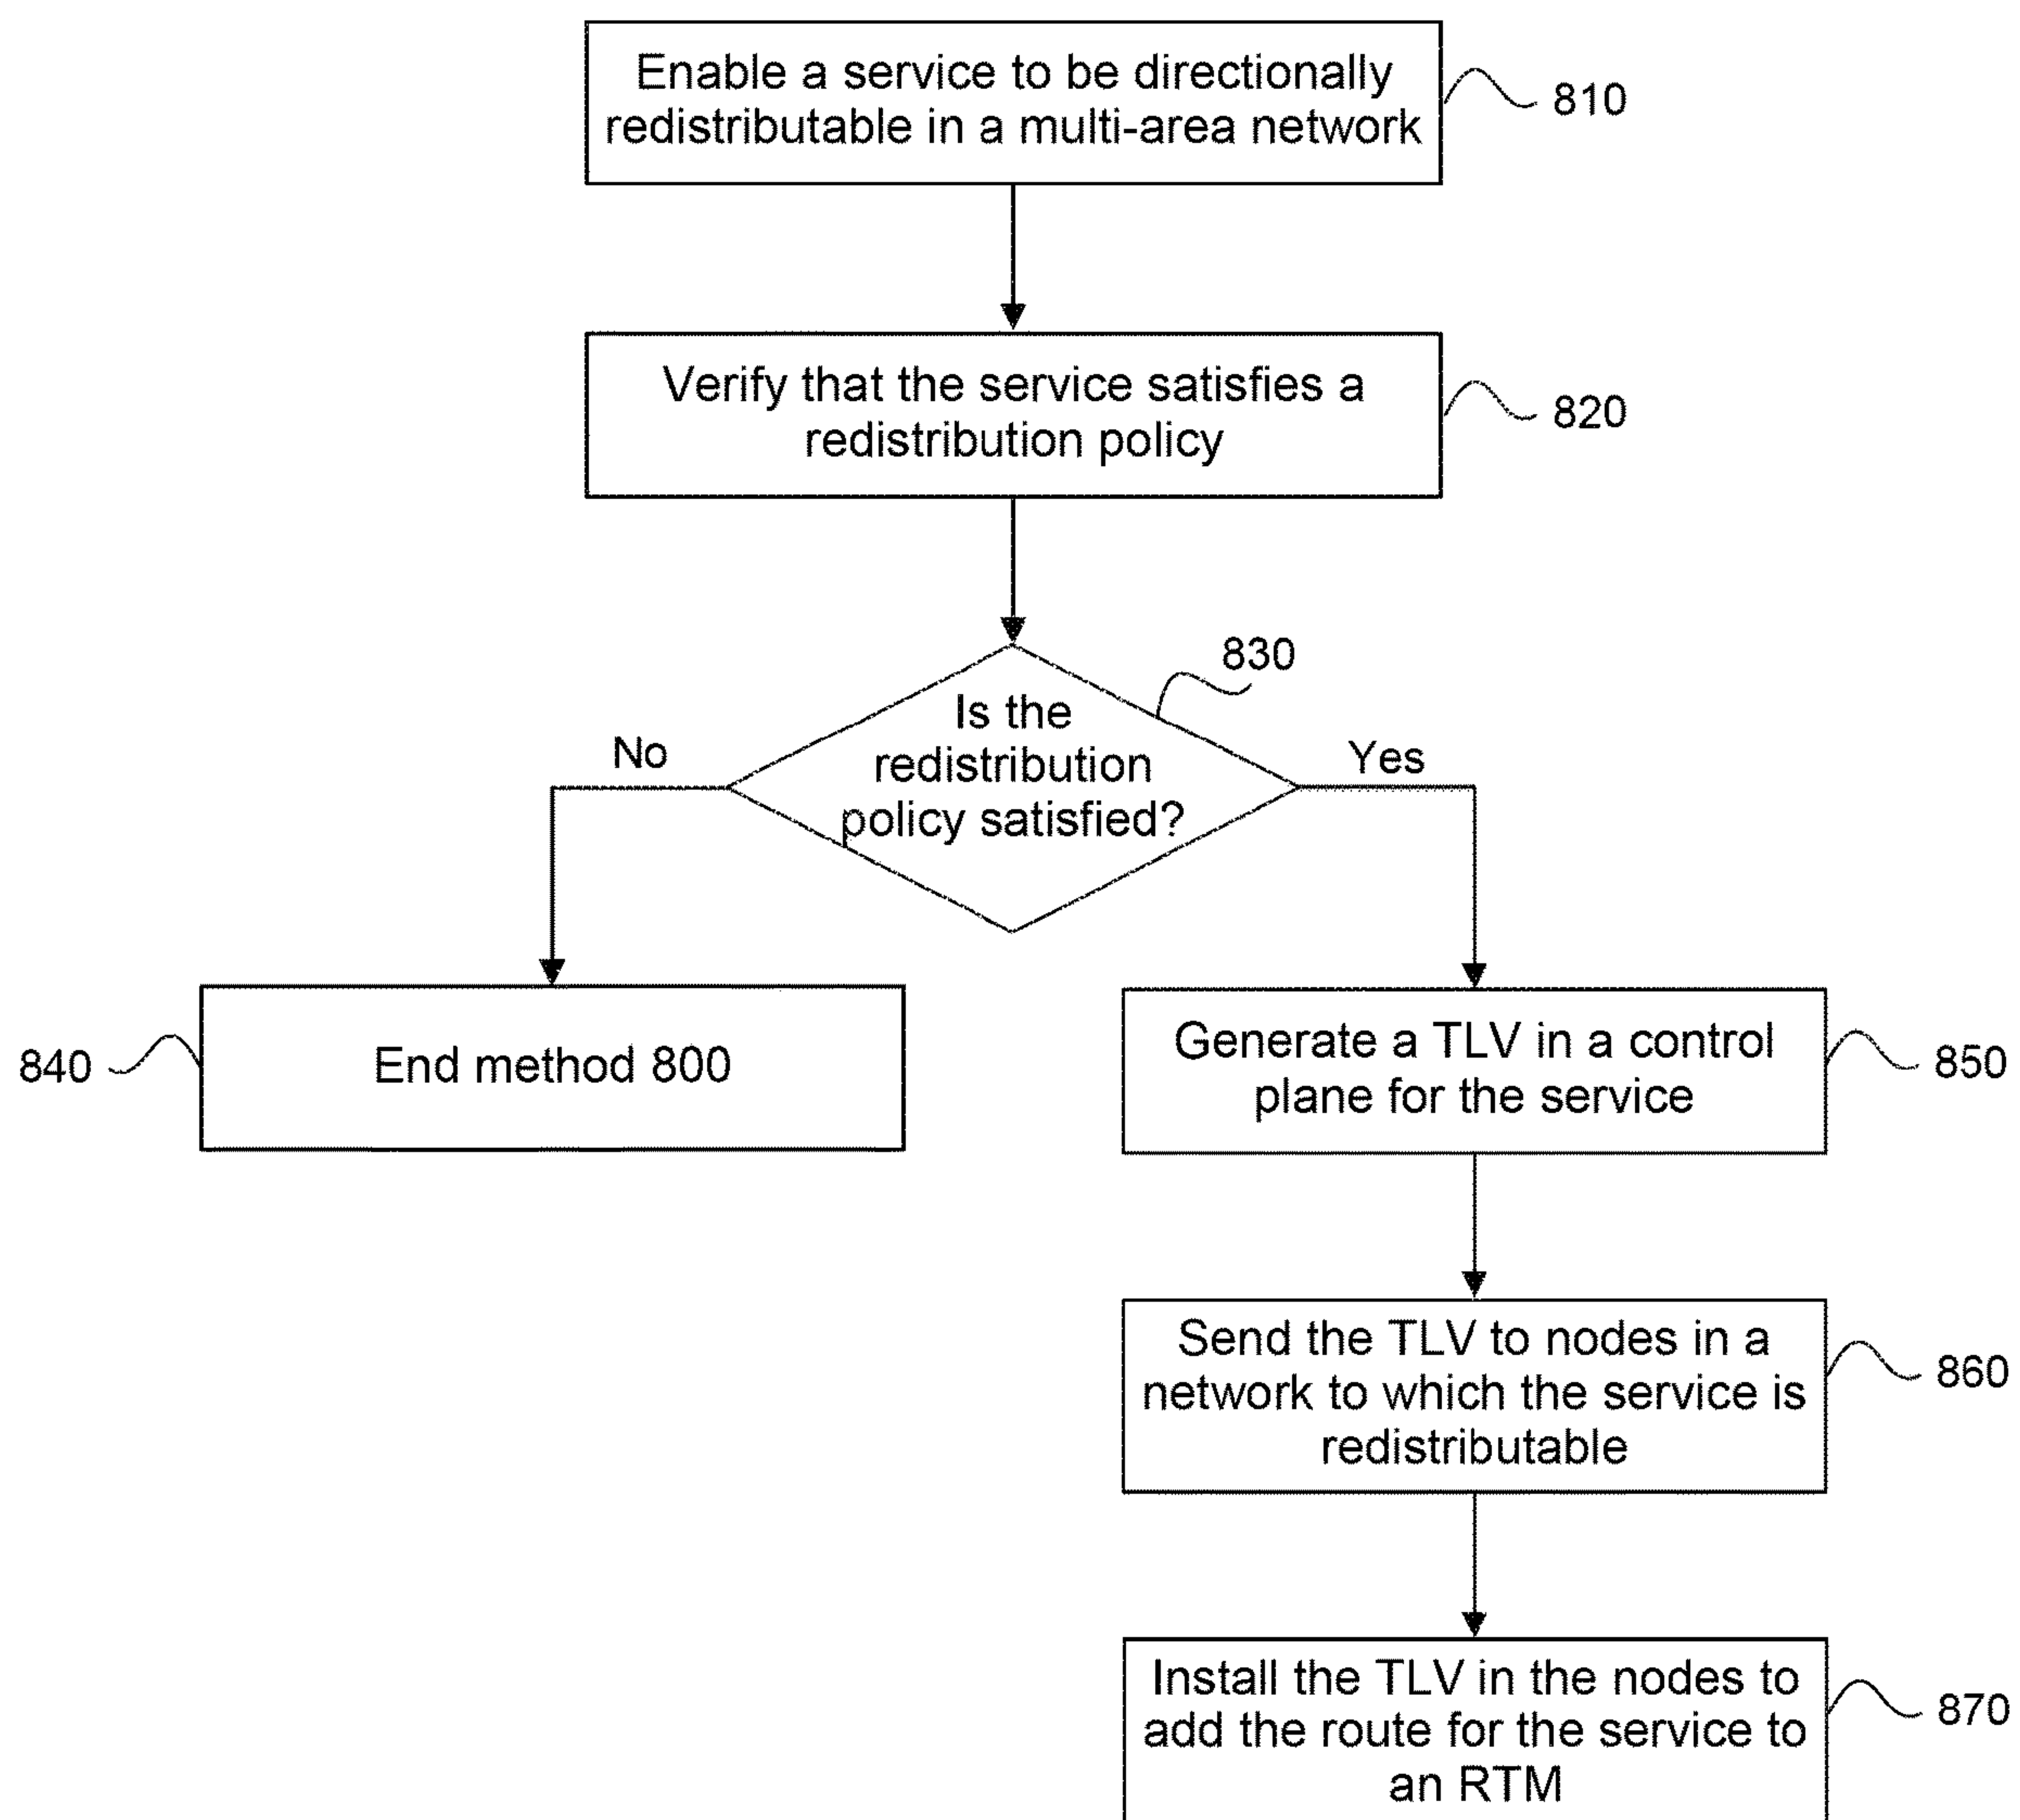 Enable a service to be directionally
redistributable in a multi-area network
810
Verify that the service satisfies a
redistribution policy
820
830
Is the
redistribution
policy satisfied?
No
Yes
840
End method 800
Generate a TLV in a control
plane for the service
850
Send the TLV to nodes in a
network to which the service is
redistributable
860
Install the TLV in the nodes to
add the route for the service to
an RTM
870